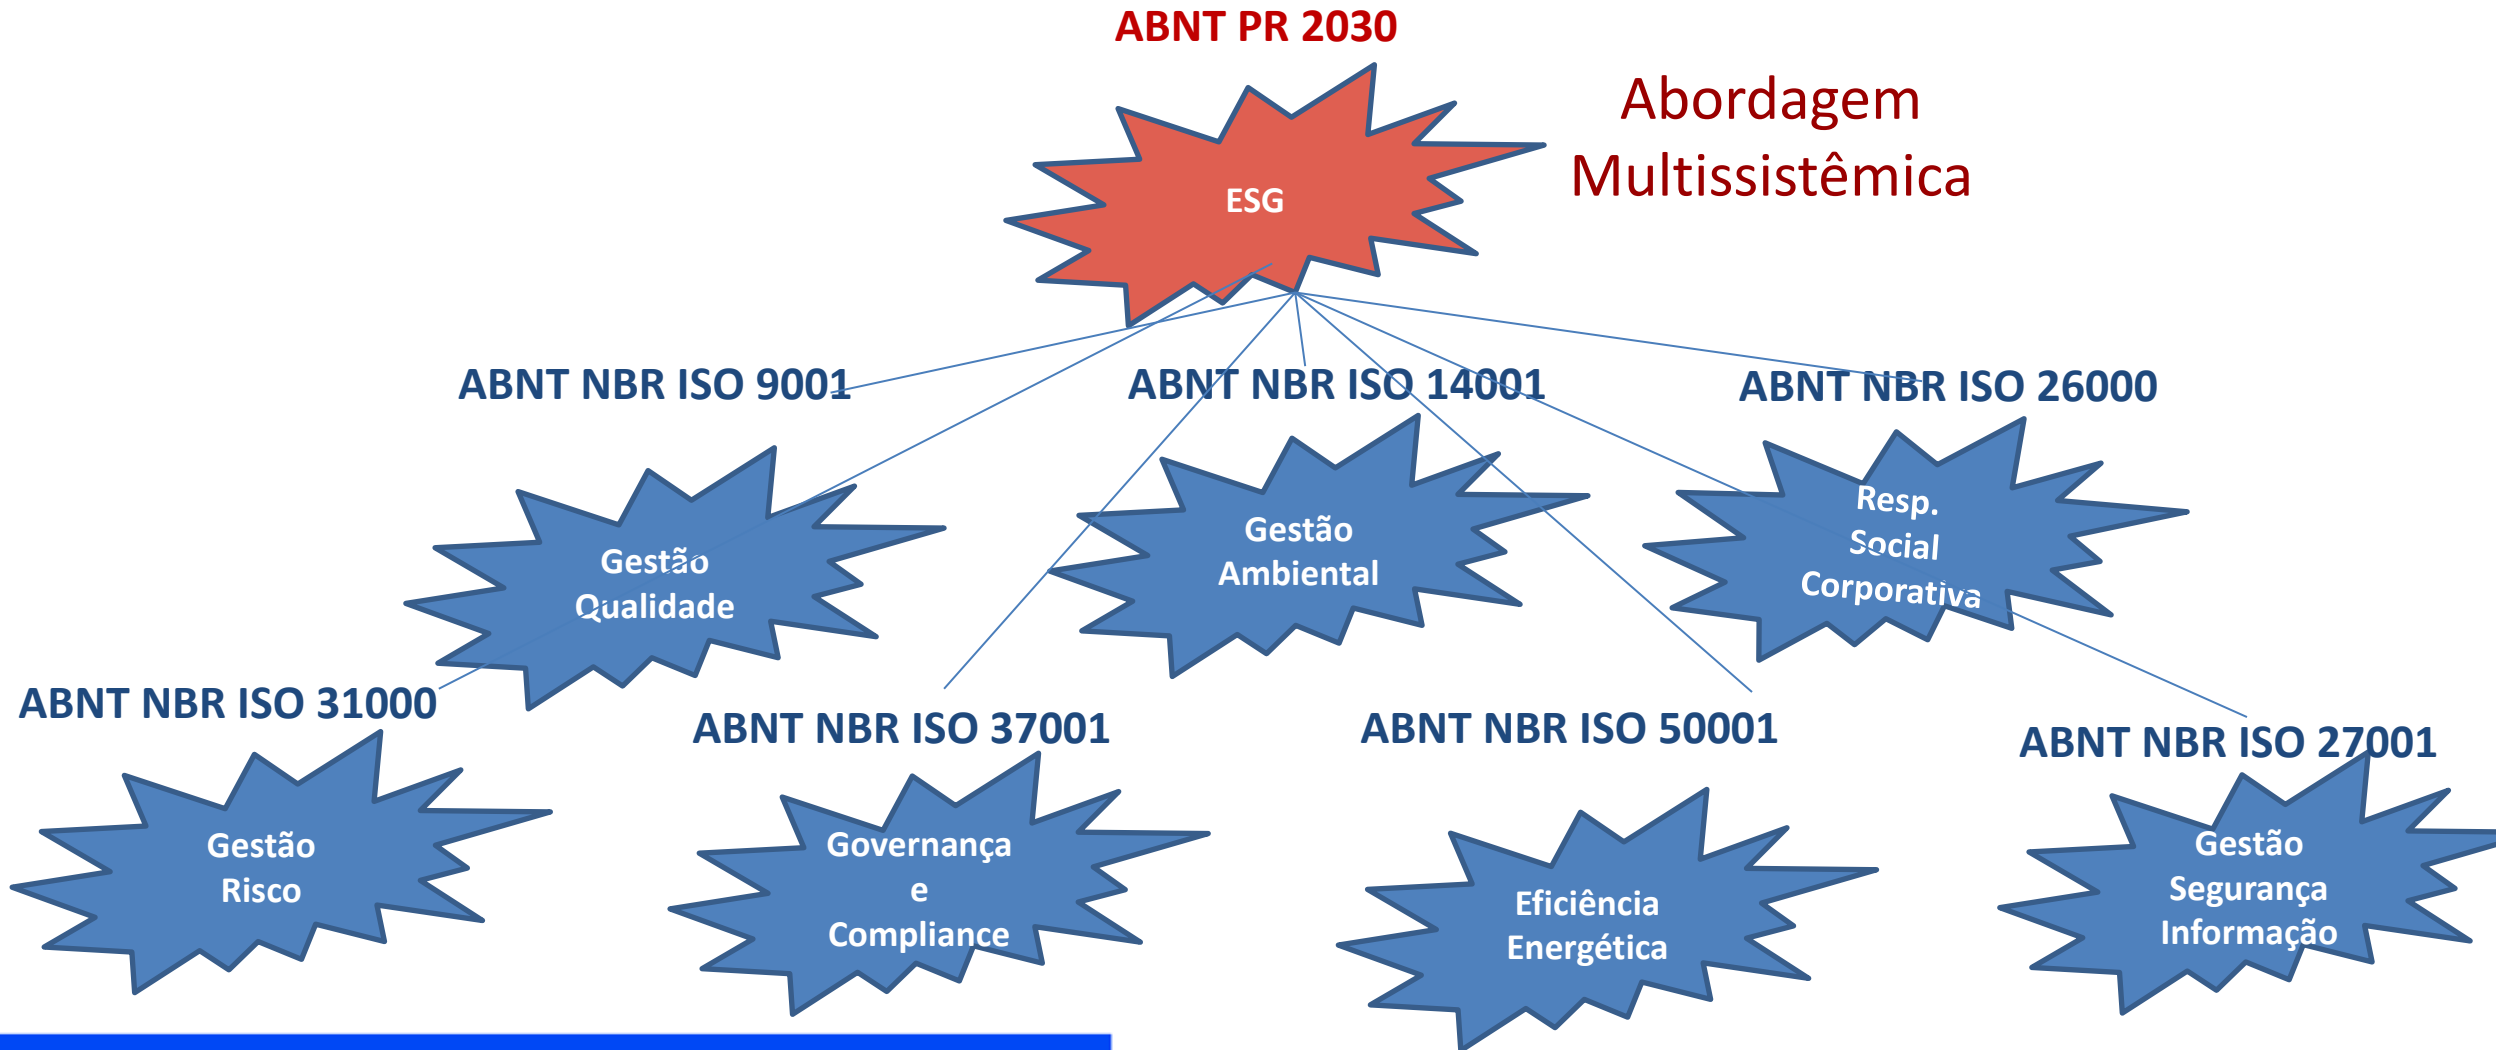 ABNT PR 2030
Abordagem
Multissistêmica
ESG
ABNT NBR ISO 9001
ABNT NBR ISO 14001
ABNT NBR ISO 26000
Gestão
Qualidade
Gestão
Ambiental
Resp.
Social
Corporativa
ABNT NBR ISO 31000
ABNT NBR ISO 37001
ABNT NBR ISO 50001
ABNT NBR ISO 27001
Gestão
Risco
Governança
e
Compliance
Eficiência
Energética
Gestão
Segurança
Informação